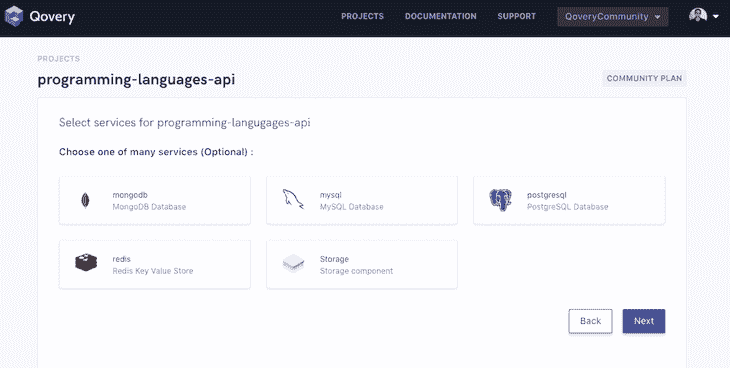 Qovery PROJECTS DOCUMENTATION SUPPORT QoveryCommunity
PROJECTS
programming-languages-api COMMUNITY PLAN
Select services for programming-langugages-api
Choose one of many services (Optional) :
mongodb mysql postgresql
MongoDB Database MySQL Database PostgreSQL Database
redis Storage
Redis Key Value Store Storage component
Back Next